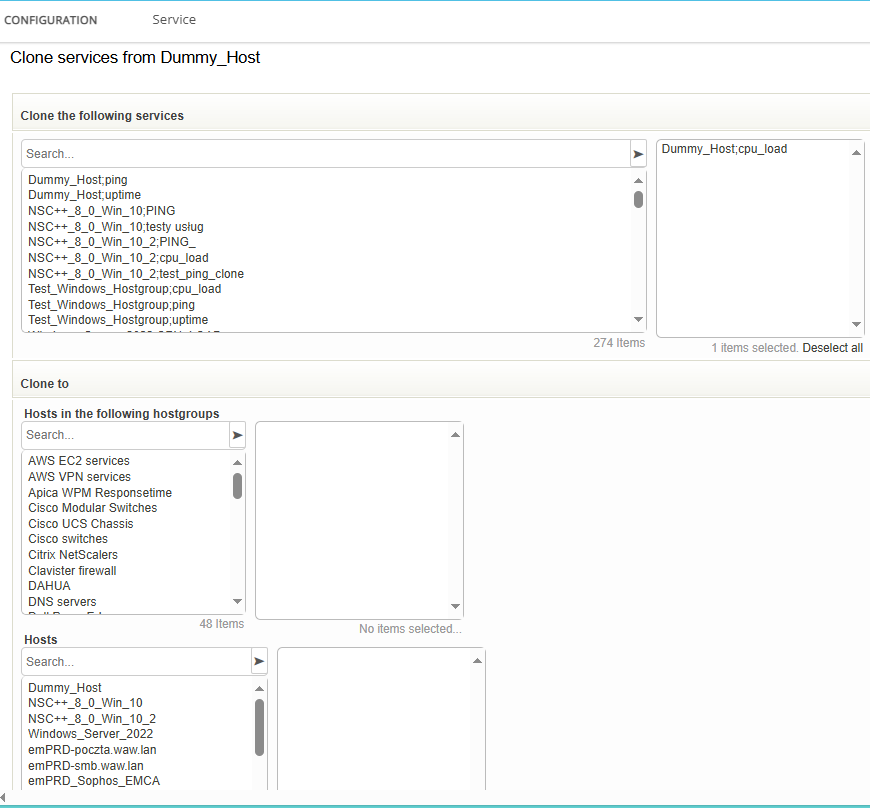 CONFIGURATION Service
Clone services from Dummy_Host
Clone the following services
Search...
Dummy_Host;ping
Dummy_Host;uptime
NSC++_8_0_Win_10;PING
NSC++_8_0_Win_10;testy usług
NSC++_8_0_Win_10_2;PING_
NSC++_8_0_Win_10_2;cpu_load
NSC++_8_0_Win_10_2;test_ping_clone
Test_Windows_Hostgroup;cpu_load
Test_Windows_Hostgroup;ping
Test_Windows_Hostgroup;uptime
274 Items
Dummy_Host;cpu_load
1 items selected. Deselect all
Clone to
Hosts in the following hostgroups
Search...
AWS EC2 services
AWS VPN services
Apica WPM Responsetime
Cisco Modular Switches
Cisco UCS Chassis
Cisco switches
Citrix NetScalers
Clavister firewall
DAHUA
DNS servers
48 Items
No items selected...
Hosts
Search...
Dummy_Host
NSC++_8_0_Win_10
NSC++_8_0_Win_10_2
Windows_Server_2022
emPRD-poczta.waw.lan
emPRD-smb.waw.lan
emPRD_Sophos_EMCA